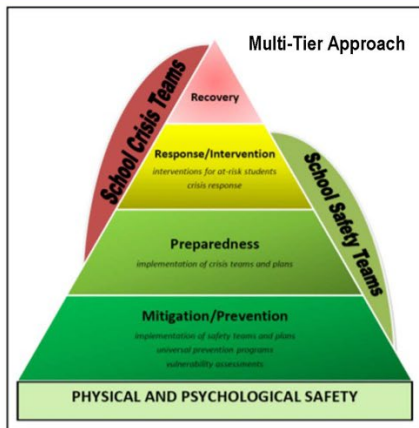 Multi-Tier Approach
School Crisis Teams
Recovery
Response/Intervention
interventions for at-risk students
crisis response
School Safety Teams
Preparedness
implementation of crisis teams and plans
Mitigation/Prevention
implementation of safety teams and plans
universal prevention programs
vulnerability assessments
PHYSICAL AND PSYCHOLOGICAL SAFETY